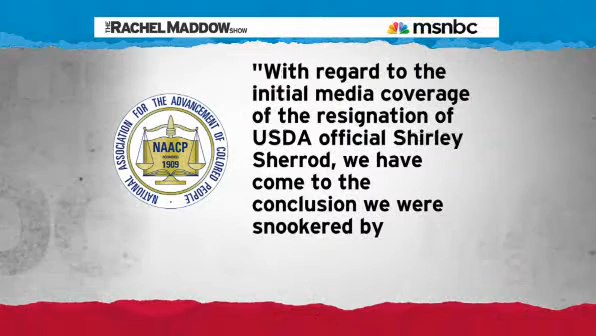 THE RACHEL MADDOW SHOW
msnbc
NATIONAL ASSOCIATION FOR THE ADVANCEMENT OF COLORED PEOPLE
NAACP
FOUNDED
1909
"With regard to the
initial media coverage
of the resignation of
USDA official Shirley
Sherrod, we have
come to the
conclusion we were
snookered by